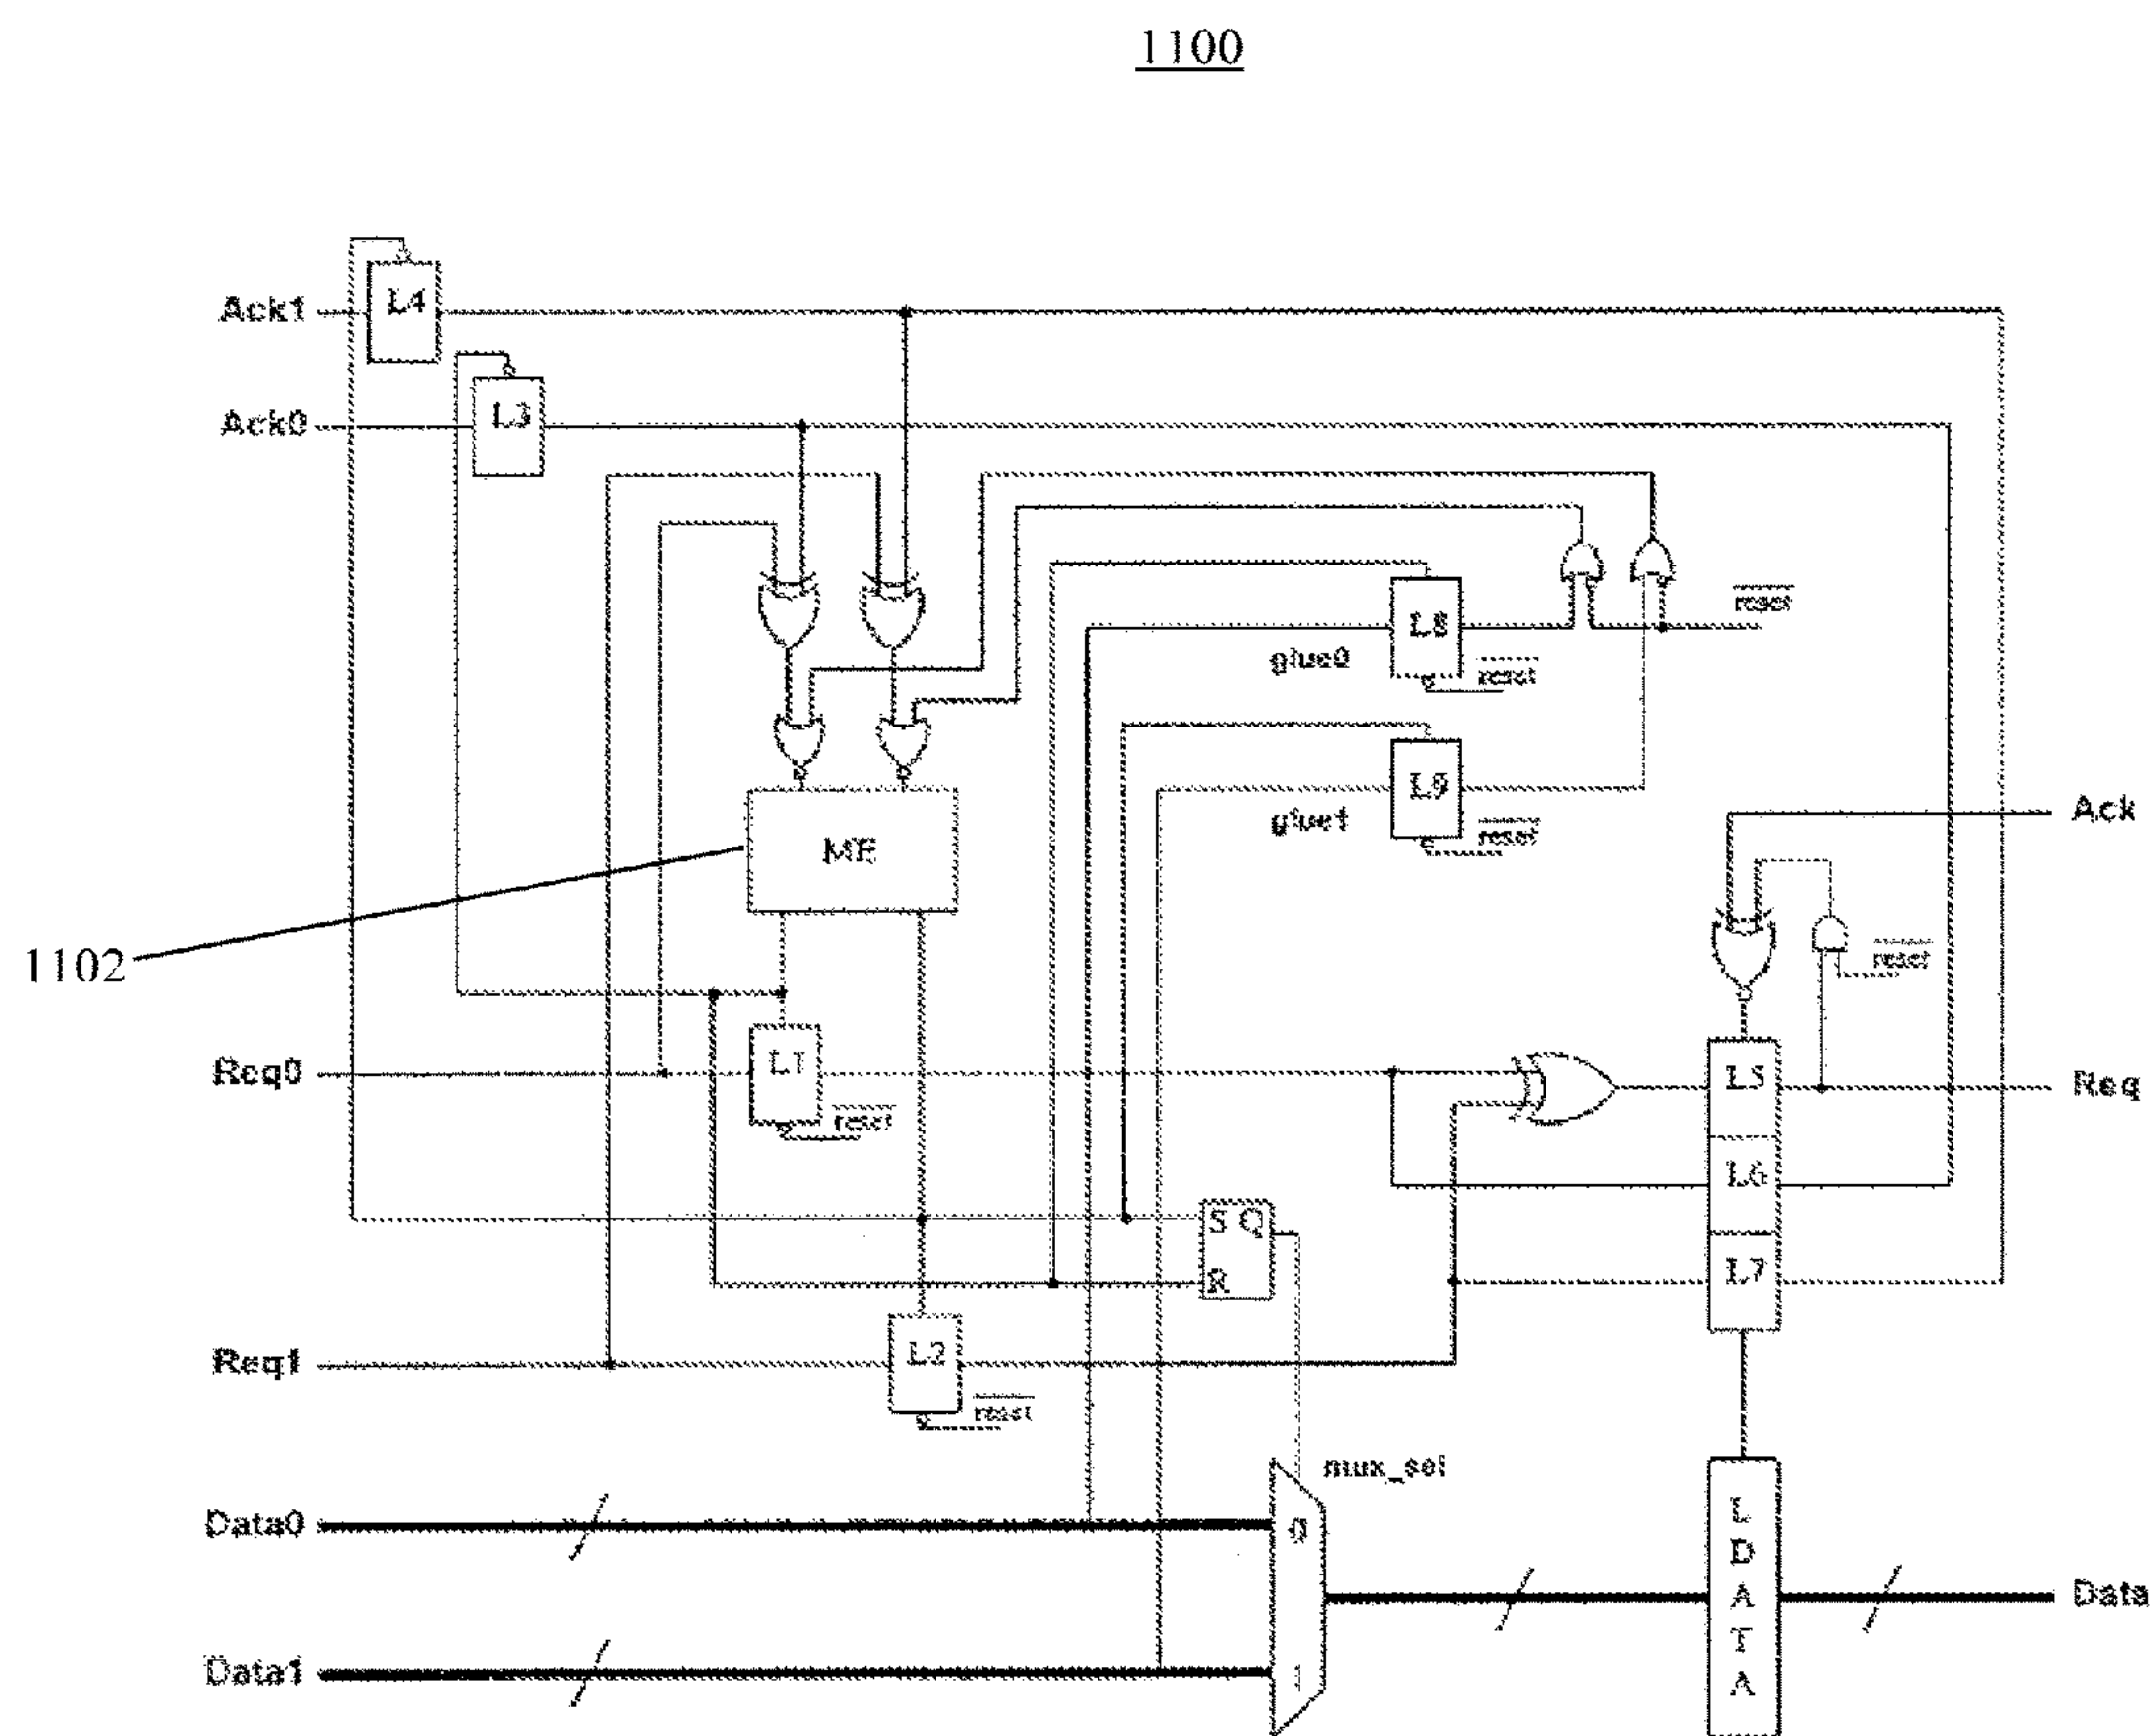 1100
L4
Ack1
L3
Ack0
reset
L8
glue0
reset
L9
glue1
reset
Ack
ME
1102
reset
Req0
L1
L5
Req
reset
L6
S Q
R
L7
Req1
L2
reset
mux_sel
Data0
0
L
D
A
T
A
Data
Data1
1